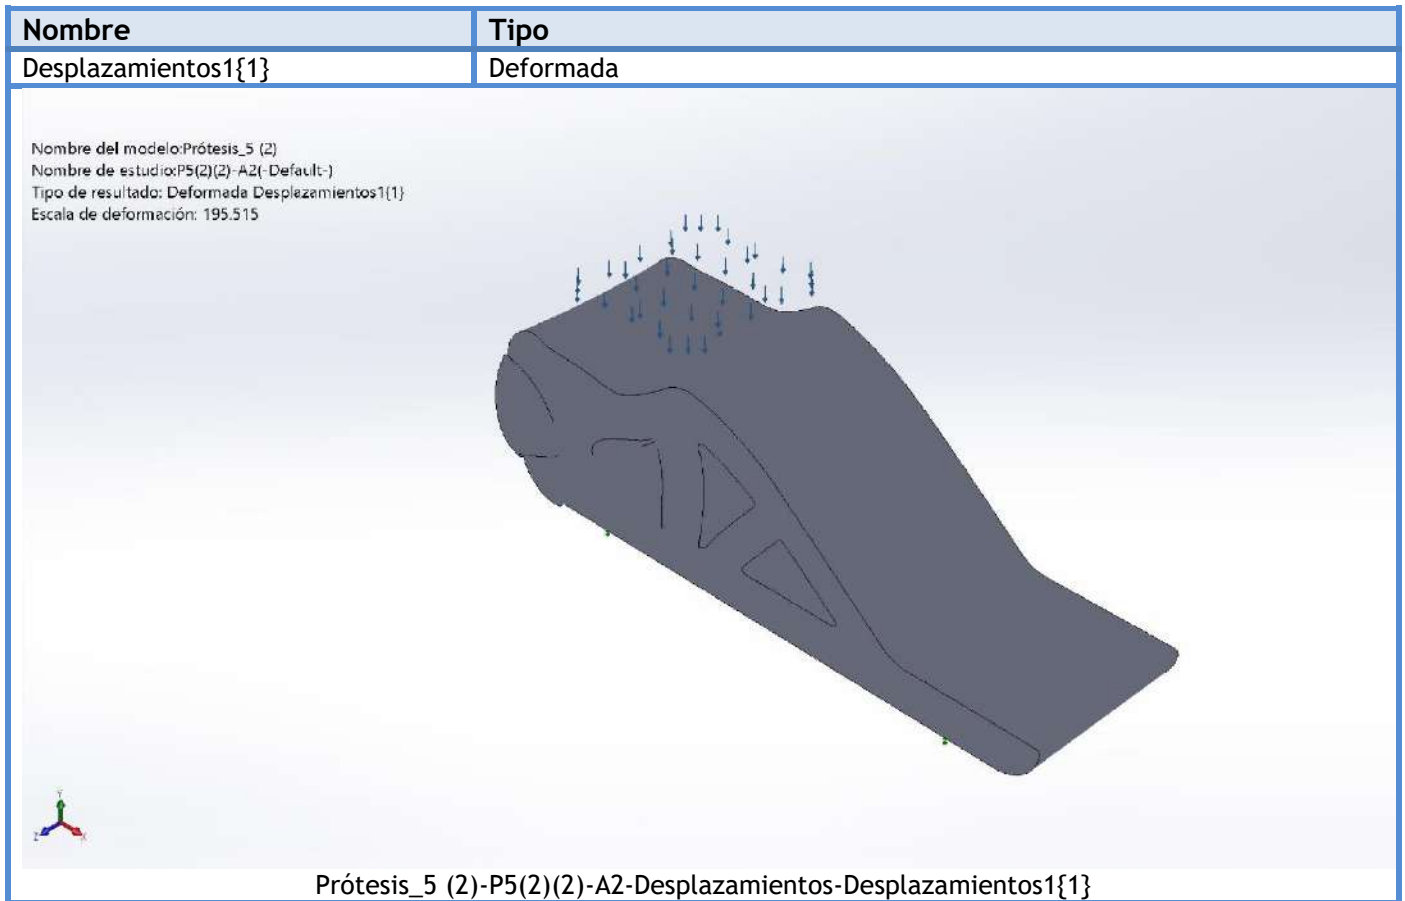 Nombre Tipo
Desplazamientos1{1} Deformada
Nombre del modelo:Prótesis_5 (2)
Nombre de estudio:P5(2)(2)-A2(-Default-)
Tipo de resultado: Deformada Desplazamientos1{1}
Escala de deformación: 195.515
Y
Z X
Prótesis_5 (2)-P5(2)(2)-A2-Desplazamientos-Desplazamientos1{1}